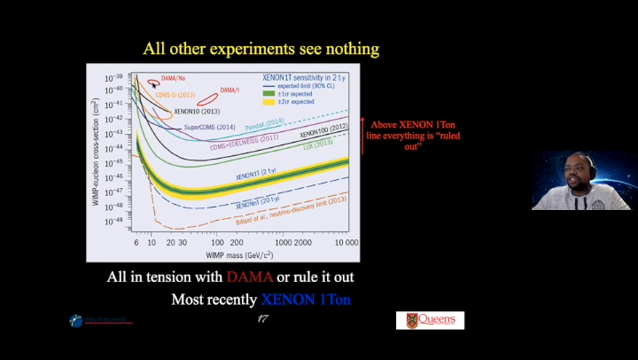 All other experiments see nothing
XENON1T sensitivity in 2 t·y
expected limit (90% CL)
±1σ expected
±2σ expected
DAMA/Na
DAMA/I
CDMS-Si (2013)
XENON10 (2013)
SuperCDMS (2014)
PandaX (2014)
CDMS+EDELWEISS (2011)
XENON100 (2012)
LUX (2013)
XENON1T (2 t·y)
XENONnT (20 t·y)
Billard et al., neutrino discovery limit (2013)
WIMP-nucleon cross-section (cm²)
10⁻³⁹
10⁻⁴⁰
10⁻⁴¹
10⁻⁴²
10⁻⁴³
10⁻⁴⁴
10⁻⁴⁵
10⁻⁴⁶
10⁻⁴⁷
10⁻⁴⁸
10⁻⁴⁹
6 10 20 30 100 200 1000 2000 10 000
WIMP mass (GeV/c²)
Above XENON 1Ton
line everything is "ruled
out"
All in tension with DAMA or rule it out
Most recently XENON 1Ton
17
Queen's